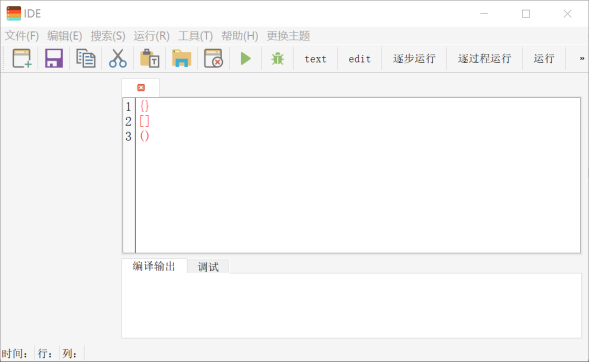 IDE
文件(F) 编辑(E) 搜索(S) 运行(R) 工具(T) 帮助(H) 更换主题
text edit 逐步运行 逐过程运行 运行 »
1 {}
2 []
3 ()
编译输出 调试
时间: 行: 列: